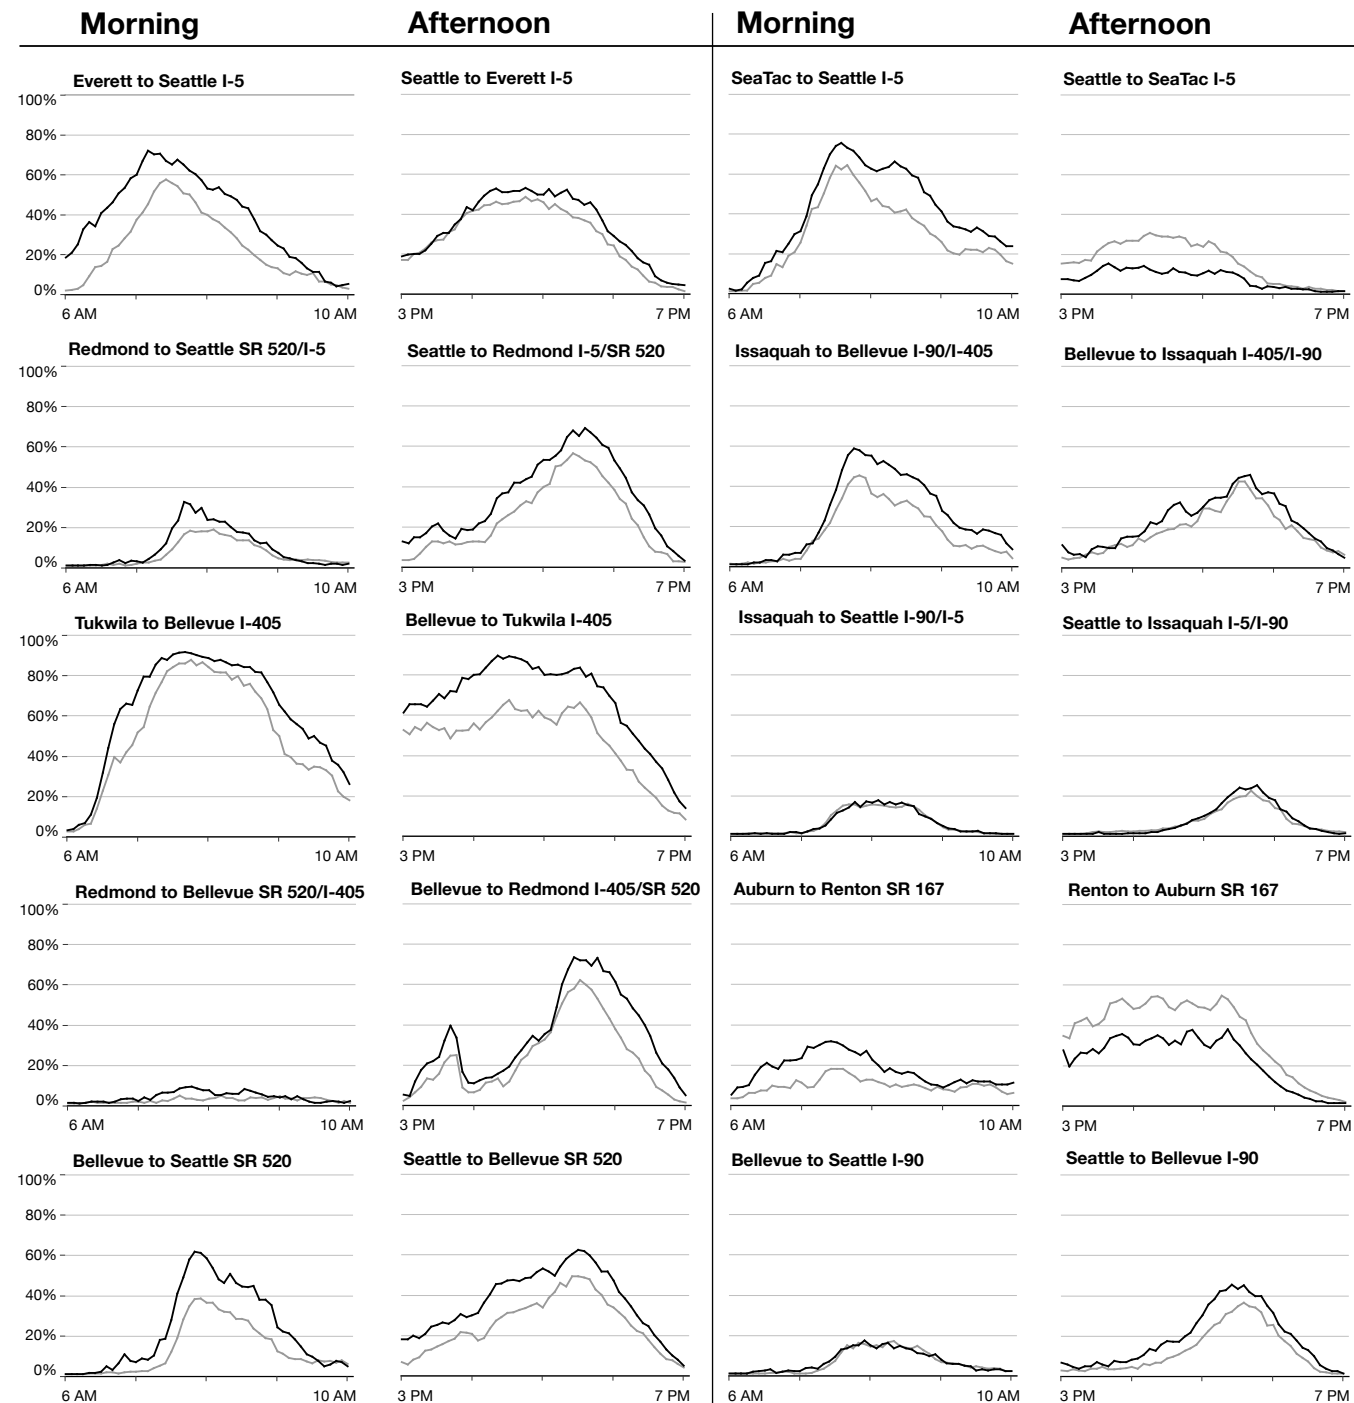 Morning Afternoon Morning Afternoon
Everett to Seattle I-5 Seattle to Everett I-5 SeaTac to Seattle I-5 Seattle to SeaTac I-5
100%
80%
60%
40%
20%
0%
6 AM 10 AM 3 PM 7 PM 6 AM 10 AM 3 PM 7 PM
Redmond to Seattle SR 520/I-5 Seattle to Redmond I-5/SR 520 Issaquah to Bellevue I-90/I-405 Bellevue to Issaquah I-405/I-90
100%
80%
60%
40%
20%
0%
6 AM 10 AM 3 PM 7 PM 6 AM 10 AM 3 PM 7 PM
Tukwila to Bellevue I-405 Bellevue to Tukwila I-405 Issaquah to Seattle I-90/I-5 Seattle to Issaquah I-5/I-90
100%
80%
60%
40%
20%
0%
6 AM 10 AM 3 PM 7 PM 6 AM 10 AM 3 PM 7 PM
Redmond to Bellevue SR 520/I-405 Bellevue to Redmond I-405/SR 520 Auburn to Renton SR 167 Renton to Auburn SR 167
100%
80%
60%
40%
20%
0%
6 AM 10 AM 3 PM 7 PM 6 AM 10 AM 3 PM 7 PM
Bellevue to Seattle SR 520 Seattle to Bellevue SR 520 Bellevue to Seattle I-90 Seattle to Bellevue I-90
100%
80%
60%
40%
20%
0%
6 AM 10 AM 3 PM 7 PM 6 AM 10 AM 3 PM 7 PM